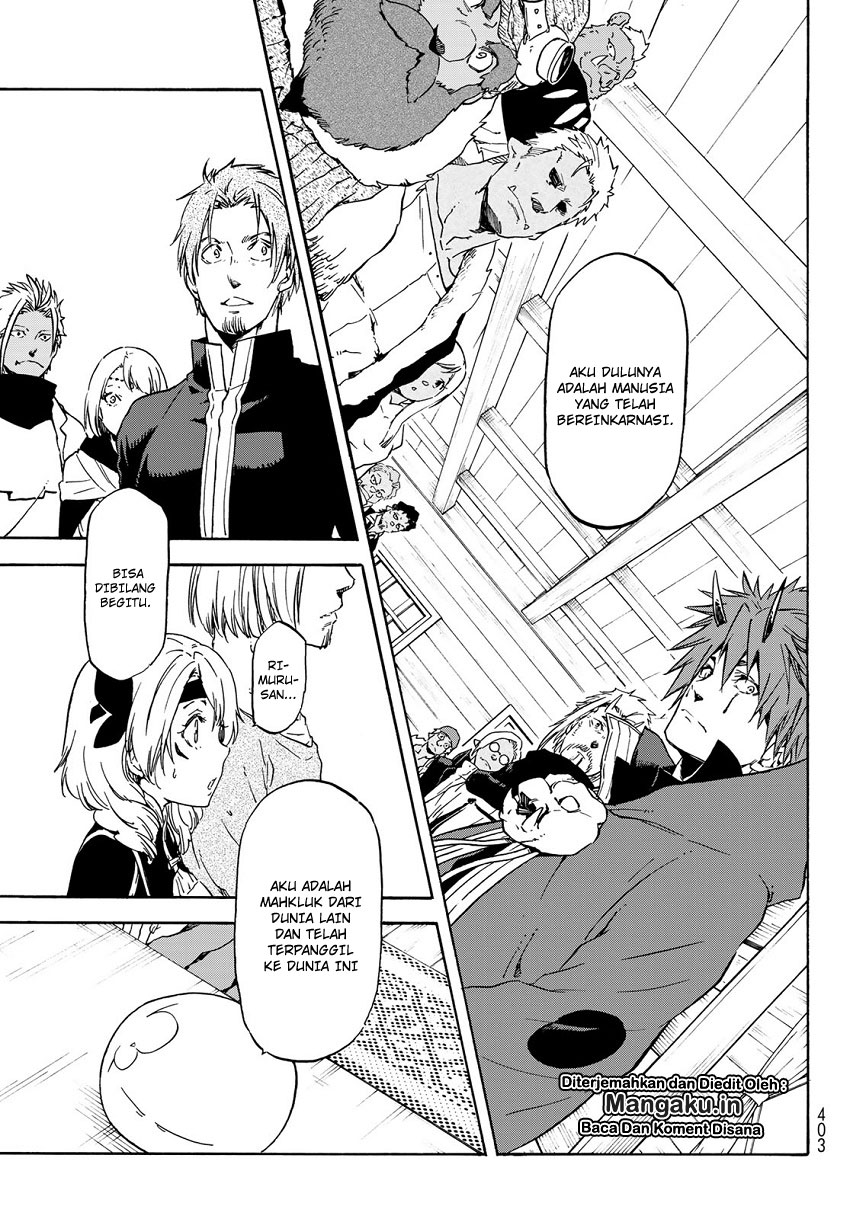 AKU DULUNYA
ADALAH MANUSIA
YANG TELAH
BEREINKARNASI.
RI-
MURU-
SAN...
BISA
DIBILANG
BEGITU.
AKU ADALAH
MAHKLUK DARI
DUNIA LAIN
DAN TELAH
TERPANGGIL
KE DUNIA INI
Diterjemahkan dan Diedit Oleh :
Mangaku.in
Baca Dan Koment Disana
403